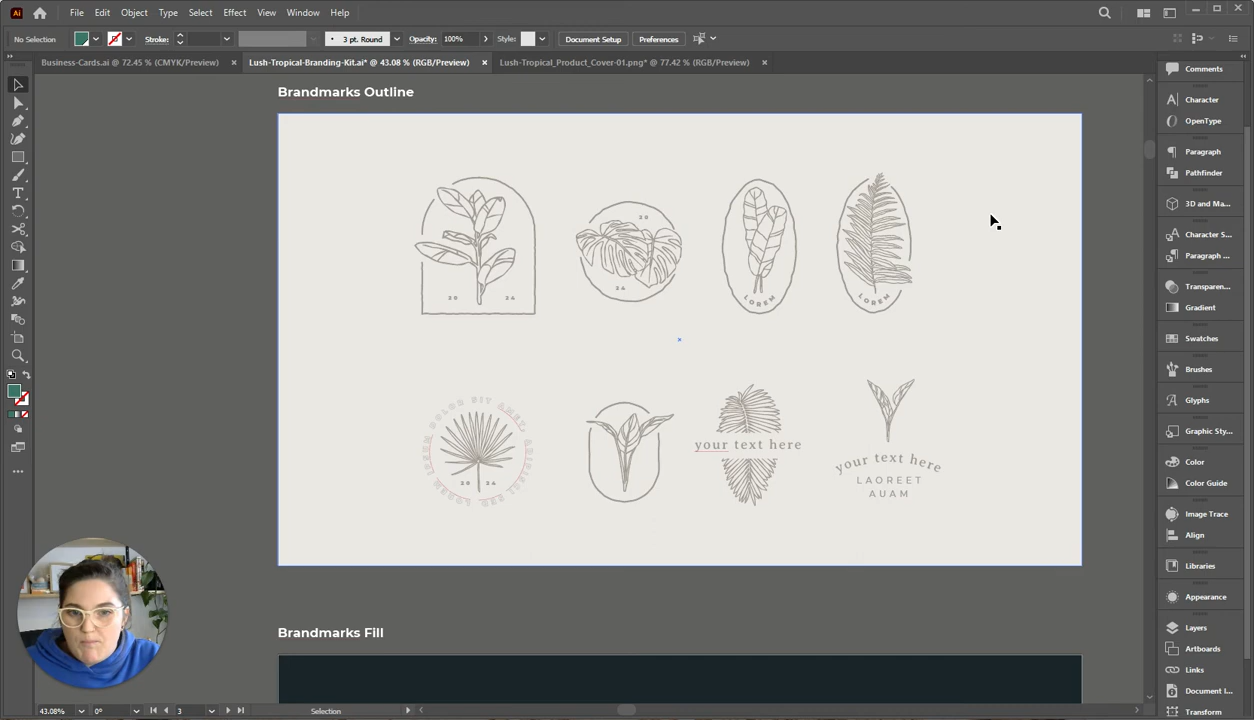 Ai File Edit Object Type Select Effect View Window Help
No Selection Stroke: 3 pt. Round Opacity: 100% Style: Document Setup Preferences
Business-Cards.ai @ 72.45 % (CMYK/Preview) Lush-Tropical-Branding-Kit.ai* @ 43.08 % (RGB/Preview) Lush-Tropical_Product_Cover-01.png* @ 77.42 % (RGB/Preview)
Brandmarks Outline
20 24
20
24
LOREM
LOREM
20 24
your text here
your text here
LAOREET
AUAM
Brandmarks Fill
Comments
Character
OpenType
Paragraph
Pathfinder
3D and Ma...
Character S...
Paragraph ...
Transparen...
Gradient
Swatches
Brushes
Glyphs
Graphic Sty...
Color
Color Guide
Image Trace
Align
Libraries
Appearance
Layers
Artboards
Links
Document I...
Transform
43.08% 0° 3 Selection